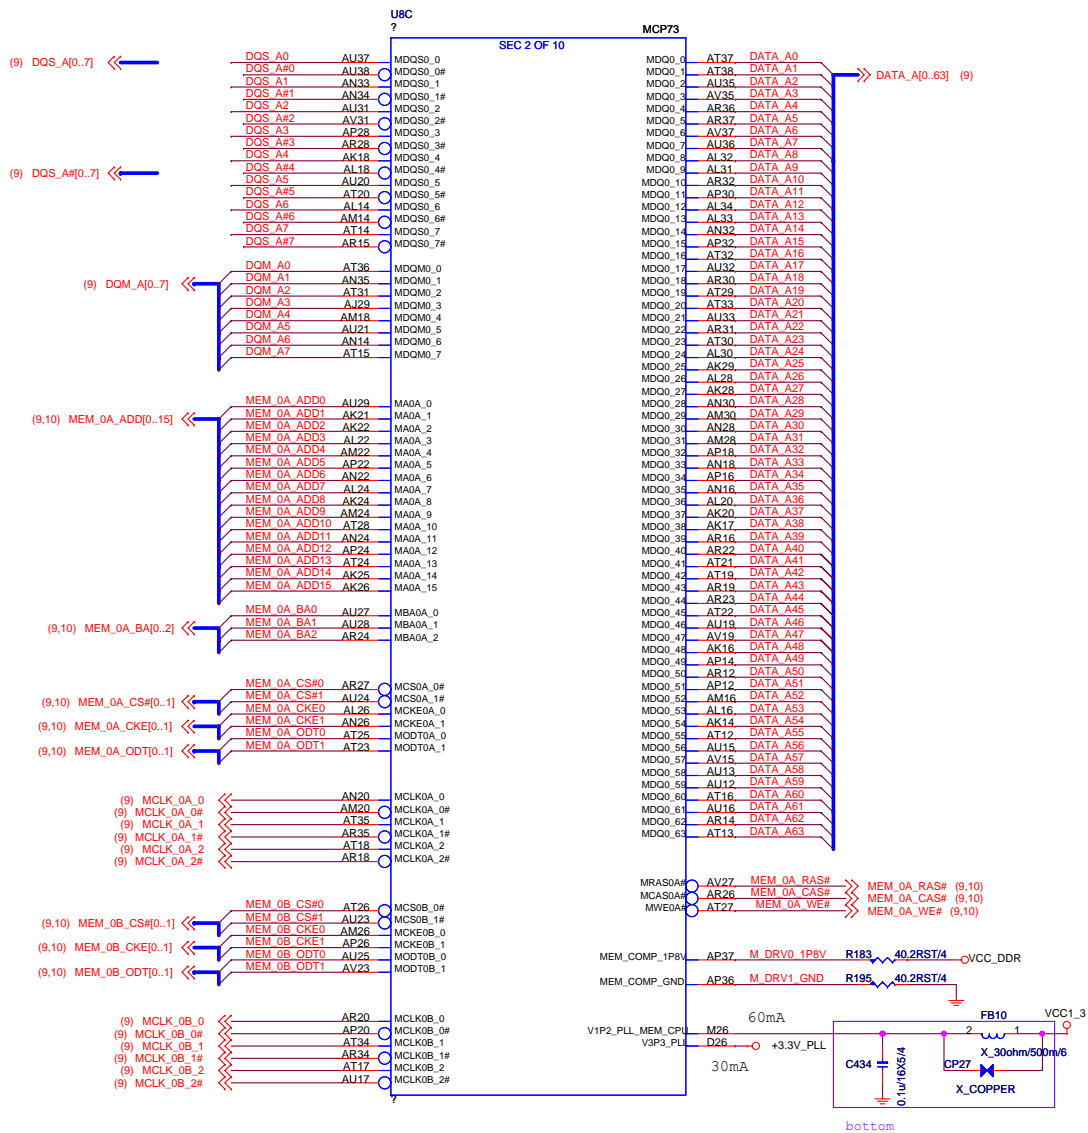 U8C
?
MCP73
SEC 2 OF 10
(9) DQS_A[0..7]
(9) DQS_A#[0..7]
DQS_A0 AU37 MDQS0_0
DQS_A#0 AU38 MDQS0_0#
DQS_A1 AN33 MDQS0_1
DQS_A#1 AN34 MDQS0_1#
DQS_A2 AU31 MDQS0_2
DQS_A#2 AV31 MDQS0_2#
DQS_A3 AP28 MDQS0_3
DQS_A#3 AR28 MDQS0_3#
DQS_A4 AK18 MDQS0_4
DQS_A#4 AL18 MDQS0_4#
DQS_A5 AU20 MDQS0_5
DQS_A#5 AT20 MDQS0_5#
DQS_A6 AL14 MDQS0_6
DQS_A#6 AM14 MDQS0_6#
DQS_A7 AT14 MDQS0_7
DQS_A#7 AR15 MDQS0_7#
(9) DQM_A[0..7]
DQM_A0 AT36 MDQM0_0
DQM_A1 AN35 MDQM0_1
DQM_A2 AT31 MDQM0_2
DQM_A3 AJ29 MDQM0_3
DQM_A4 AM18 MDQM0_4
DQM_A5 AU21 MDQM0_5
DQM_A6 AN14 MDQM0_6
DQM_A7 AT15 MDQM0_7
(9,10) MEM_0A_ADD[0..15]
MEM_0A_ADD0 AU29 MA0A_0
MEM_0A_ADD1 AK21 MA0A_1
MEM_0A_ADD2 AK22 MA0A_2
MEM_0A_ADD3 AL22 MA0A_3
MEM_0A_ADD4 AM22 MA0A_4
MEM_0A_ADD5 AP22 MA0A_5
MEM_0A_ADD6 AN22 MA0A_6
MEM_0A_ADD7 AL24 MA0A_7
MEM_0A_ADD8 AK24 MA0A_8
MEM_0A_ADD9 AM24 MA0A_9
MEM_0A_ADD10 AT28 MA0A_10
MEM_0A_ADD11 AN24 MA0A_11
MEM_0A_ADD12 AP24 MA0A_12
MEM_0A_ADD13 AT24 MA0A_13
MEM_0A_ADD14 AK25 MA0A_14
MEM_0A_ADD15 AK26 MA0A_15
(9,10) MEM_0A_BA[0..2]
MEM_0A_BA0 AU27 MBA0A_0
MEM_0A_BA1 AU28 MBA0A_1
MEM_0A_BA2 AR24 MBA0A_2
(9,10) MEM_0A_CS#[0..1]
(9,10) MEM_0A_CKE[0..1]
(9,10) MEM_0A_ODT[0..1]
MEM_0A_CS#0 AR27 MCS0A_0#
MEM_0A_CS#1 AU24 MCS0A_1#
MEM_0A_CKE0 AL26 MCKE0A_0
MEM_0A_CKE1 AN26 MCKE0A_1
MEM_0A_ODT0 AT25 MODT0A_0
MEM_0A_ODT1 AT23 MODT0A_1
(9) MCLK_0A_0 AN20 MCLK0A_0
(9) MCLK_0A_0# AM20 MCLK0A_0#
(9) MCLK_0A_1 AT35 MCLK0A_1
(9) MCLK_0A_1# AR35 MCLK0A_1#
(9) MCLK_0A_2 AT18 MCLK0A_2
(9) MCLK_0A_2# AR18 MCLK0A_2#
(9,10) MEM_0B_CS#[0..1]
(9,10) MEM_0B_CKE[0..1]
(9,10) MEM_0B_ODT[0..1]
MEM_0B_CS#0 AT26 MCS0B_0#
MEM_0B_CS#1 AU23 MCS0B_1#
MEM_0B_CKE0 AM26 MCKE0B_0
MEM_0B_CKE1 AP26 MCKE0B_1
MEM_0B_ODT0 AU25 MODT0B_0
MEM_0B_ODT1 AV23 MODT0B_1
(9) MCLK_0B_0 AR20 MCLK0B_0
(9) MCLK_0B_0# AP20 MCLK0B_0#
(9) MCLK_0B_1 AT34 MCLK0B_1
(9) MCLK_0B_1# AR34 MCLK0B_1#
(9) MCLK_0B_2 AT17 MCLK0B_2
(9) MCLK_0B_2# AU17 MCLK0B_2#
?
MDQ0_0 AT37 DATA_A0
MDQ0_1 AT38 DATA_A1
MDQ0_2 AU35 DATA_A2
MDQ0_3 AV35 DATA_A3
MDQ0_4 AR36 DATA_A4
MDQ0_5 AR37 DATA_A5
MDQ0_6 AV37 DATA_A6
MDQ0_7 AU36 DATA_A7
MDQ0_8 AL32 DATA_A8
MDQ0_9 AL31 DATA_A9
MDQ0_10 AR32 DATA_A10
MDQ0_11 AP30 DATA_A11
MDQ0_12 AL34 DATA_A12
MDQ0_13 AL33 DATA_A13
MDQ0_14 AN32 DATA_A14
MDQ0_15 AP32 DATA_A15
MDQ0_16 AT32 DATA_A16
MDQ0_17 AU32 DATA_A17
MDQ0_18 AR30 DATA_A18
MDQ0_19 AT29 DATA_A19
MDQ0_20 AT33 DATA_A20
MDQ0_21 AU33 DATA_A21
MDQ0_22 AR31 DATA_A22
MDQ0_23 AT30 DATA_A23
MDQ0_24 AL30 DATA_A24
MDQ0_25 AK29 DATA_A25
MDQ0_26 AL28 DATA_A26
MDQ0_27 AK28 DATA_A27
MDQ0_28 AN30 DATA_A28
MDQ0_29 AM30 DATA_A29
MDQ0_30 AN28 DATA_A30
MDQ0_31 AM28 DATA_A31
MDQ0_32 AP18 DATA_A32
MDQ0_33 AN18 DATA_A33
MDQ0_34 AP16 DATA_A34
MDQ0_35 AN16 DATA_A35
MDQ0_36 AL20 DATA_A36
MDQ0_37 AK20 DATA_A37
MDQ0_38 AK17 DATA_A38
MDQ0_39 AR16 DATA_A39
MDQ0_40 AR22 DATA_A40
MDQ0_41 AT21 DATA_A41
MDQ0_42 AT19 DATA_A42
MDQ0_43 AR19 DATA_A43
MDQ0_44 AR23 DATA_A44
MDQ0_45 AT22 DATA_A45
MDQ0_46 AU19 DATA_A46
MDQ0_47 AV19 DATA_A47
MDQ0_48 AK16 DATA_A48
MDQ0_49 AP14 DATA_A49
MDQ0_50 AR12 DATA_A50
MDQ0_51 AP12 DATA_A51
MDQ0_52 AM16 DATA_A52
MDQ0_53 AL16 DATA_A53
MDQ0_54 AK14 DATA_A54
MDQ0_55 AT12 DATA_A55
MDQ0_56 AU15 DATA_A56
MDQ0_57 AV15 DATA_A57
MDQ0_58 AU13 DATA_A58
MDQ0_59 AU12 DATA_A59
MDQ0_60 AT16 DATA_A60
MDQ0_61 AU16 DATA_A61
MDQ0_62 AR14 DATA_A62
MDQ0_63 AT13 DATA_A63
DATA_A[0..63] (9)
MRAS0A# AV27 MEM_0A_RAS# MEM_0A_RAS# (9,10)
MCAS0A# AR26 MEM_0A_CAS# MEM_0A_CAS# (9,10)
MWE0A# AT27 MEM_0A_WE# MEM_0A_WE# (9,10)
MEM_COMP_1P8V AP37 M_DRV0_1P8V R183 40.2RST/4 VCC_DDR
MEM_COMP_GND AP36 M_DRV1_GND R195 40.2RST/4
60mA
V1P2_PLL_MEM_CPU M26
V3P3_PLL D26 +3.3V_PLL
30mA
VCC1_3
FB10
2 1
X_30ohm/500m/6
C434
0.1u/16X5/4
CP27
X_COPPER
bottom